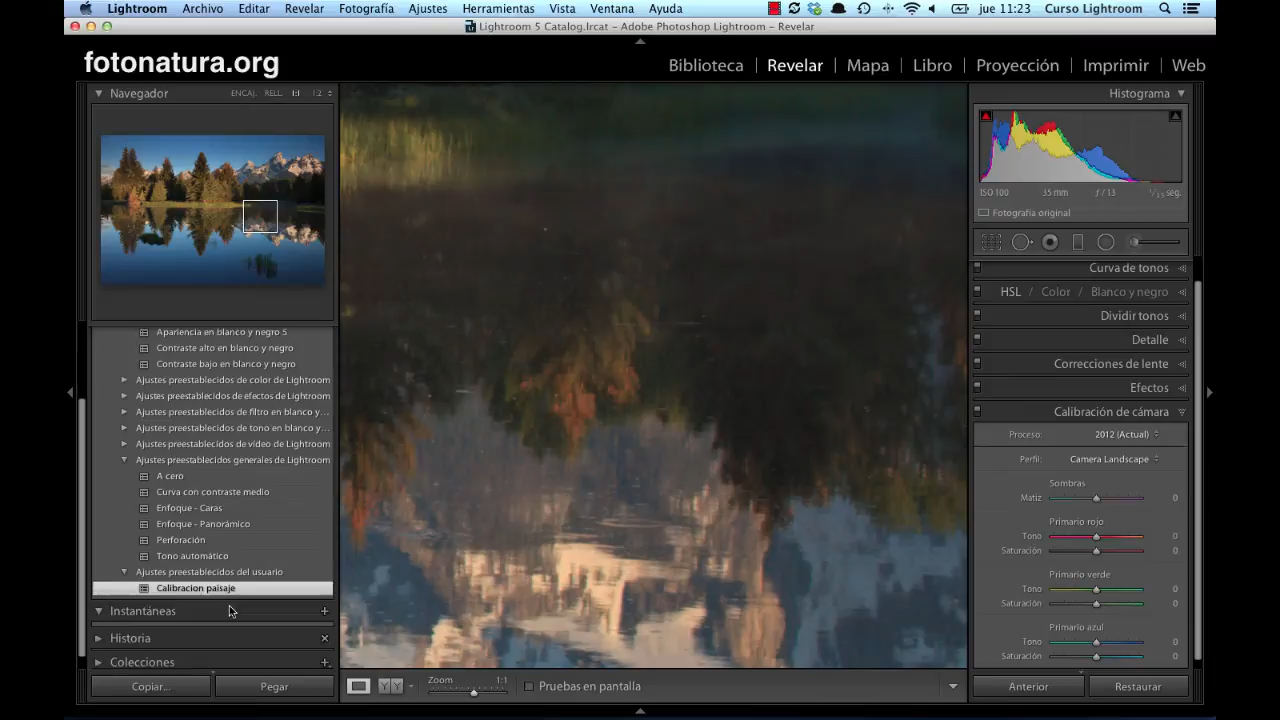 Lightroom Archivo Editar Revelar Fotografía Ajustes Herramientas Vista Ventana Ayuda jue 11:23 Curso Lightroom
Lightroom 5 Catalog.lrcat - Adobe Photoshop Lightroom - Revelar
fotonatura.org
Biblioteca | Revelar | Mapa | Libro | Proyección | Imprimir | Web
Navegador ENCAJ. RELL. 1:1 1:2
Histograma
ISO 100 35 mm f / 13 1/15 seg.
Fotografía original
Curva de tonos
HSL / Color / Blanco y negro
Dividir tonos
Detalle
Correcciones de lente
Efectos
Calibración de cámara
Proceso: 2012 (Actual)
Perfil: Camera Landscape
Sombras
Matiz 0
Primario rojo
Tono 0
Saturación 0
Primario verde
Tono 0
Saturación 0
Primario azul
Tono 0
Saturación 0
Apariencia en blanco y negro 5
Contraste alto en blanco y negro
Contraste bajo en blanco y negro
Ajustes preestablecidos de color de Lightroom
Ajustes preestablecidos de efectos de Lightroom
Ajustes preestablecidos de filtro en blanco y...
Ajustes preestablecidos de tono en blanco y...
Ajustes preestablecidos de video de Lightroom
Ajustes preestablecidos generales de Lightroom
A cero
Curva con contraste medio
Enfoque - Caras
Enfoque - Panorámico
Perforación
Tono automático
Ajustes preestablecidos del usuario
Calibracion paisaje
Instantáneas +
Historia ×
Colecciones +
Copiar... Pegar
Zoom 1:1 Pruebas en pantalla
Anterior Restaurar